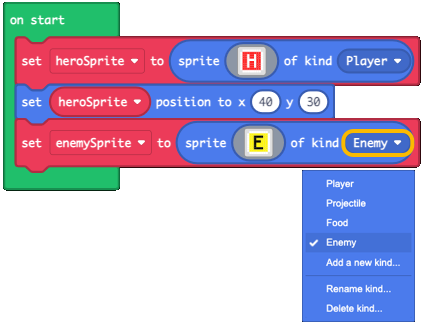 on start
set heroSprite to sprite H of kind Player
set heroSprite position to x 40 y 30
set enemySprite to sprite E of kind Enemy
Player
Projectile
Food
Enemy
Add a new kind...
Rename kind...
Delete kind...